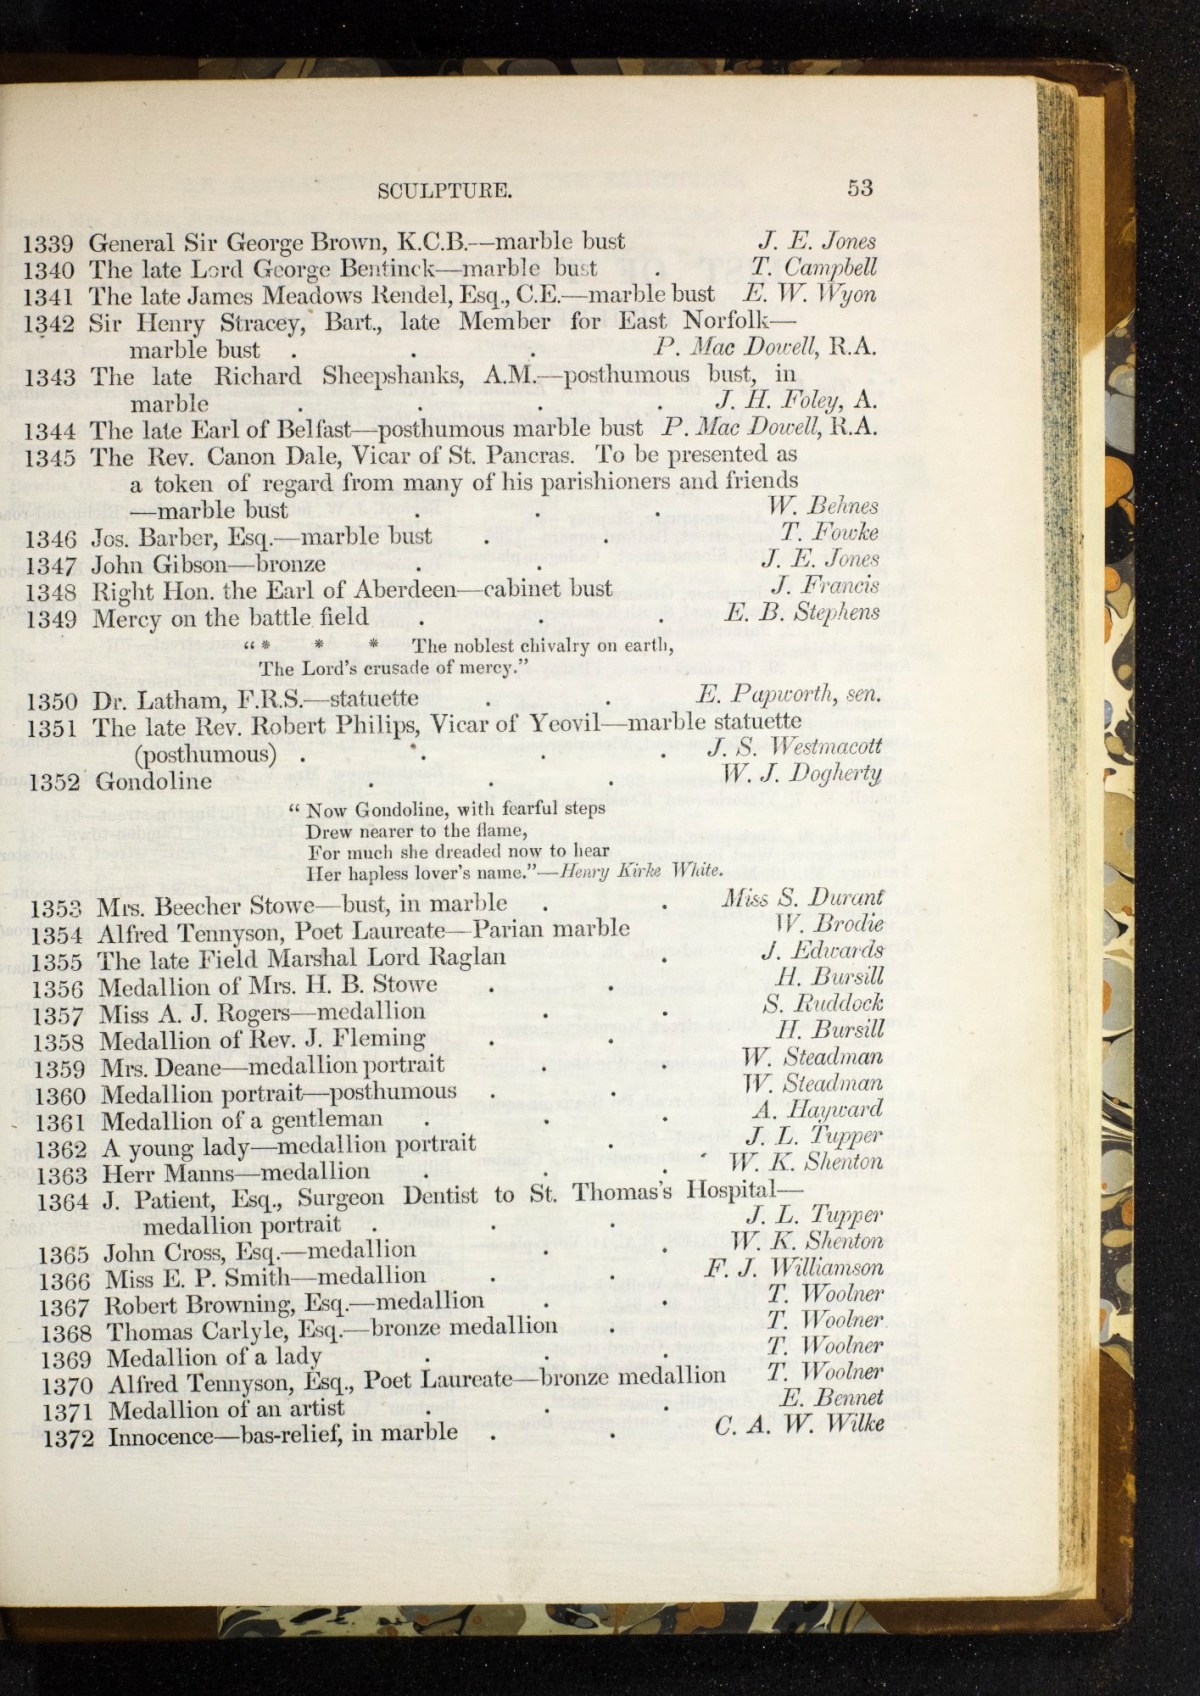 SCULPTURE. 53
1339 General Sir George Brown, K.C.B.—marble bust J. E. Jones
1340 The late Lord George Bentinck—marble bust . T. Campbell
1341 The late James Meadows Rendel, Esq., C.E.—marble bust E. W. Wyon
1342 Sir Henry Stracey, Bart., late Member for East Norfolk—
marble bust . . . P. Mac Dowell, R.A.
1343 The late Richard Sheepshanks, A.M.—posthumous bust, in
marble . . . . J. H. Foley, A.
1344 The late Earl of Belfast—posthumous marble bust P. Mac Dowell, R.A.
1345 The Rev. Canon Dale, Vicar of St. Pancras. To be presented as
a token of regard from many of his parishioners and friends
—marble bust . . . W. Behnes
1346 Jos. Barber, Esq.—marble bust . . T. Fowke
1347 John Gibson—bronze . . J. E. Jones
1348 Right Hon. the Earl of Aberdeen—cabinet bust J. Francis
1349 Mercy on the battle field . . . E. B. Stephens
“ * * * The noblest chivalry on earth,
The Lord’s crusade of mercy.”
1350 Dr. Latham, F.R.S.—statuette . . E. Papworth, sen.
1351 The late Rev. Robert Philips, Vicar of Yeovil—marble statuette
(posthumous) . . . . J. S. Westmacott
1352 Gondoline . . . W. J. Dogherty
“ Now Gondoline, with fearful steps
Drew nearer to the flame,
For much she dreaded now to hear
Her hapless lover’s name.”—Henry Kirke White.
1353 Mrs. Beecher Stowe—bust, in marble . . Miss S. Durant
1354 Alfred Tennyson, Poet Laureate—Parian marble W. Brodie
1355 The late Field Marshal Lord Raglan . J. Edwards
1356 Medallion of Mrs. H. B. Stowe . . H. Bursill
1357 Miss A. J. Rogers—medallion . . S. Ruddock
1358 Medallion of Rev. J. Fleming . . H. Bursill
1359 Mrs. Deane—medallion portrait . . W. Steadman
1360 Medallion portrait—posthumous . . W. Steadman
1361 Medallion of a gentleman . . . A. Hayward
1362 A young lady—medallion portrait . J. L. Tupper
1363 Herr Manns—medallion . . . W. K. Shenton
1364 J. Patient, Esq., Surgeon Dentist to St. Thomas’s Hospital—
medallion portrait . . . J. L. Tupper
1365 John Cross, Esq.—medallion . . W. K. Shenton
1366 Miss E. P. Smith—medallion . . F. J. Williamson
1367 Robert Browning, Esq.—medallion . . T. Woolner
1368 Thomas Carlyle, Esq.—bronze medallion . T. Woolner
1369 Medallion of a lady . . . T. Woolner
1370 Alfred Tennyson, Esq., Poet Laureate—bronze medallion T. Woolner
1371 Medallion of an artist . . . E. Bennet
1372 Innocence—bas-relief, in marble . . C. A. W. Wilke